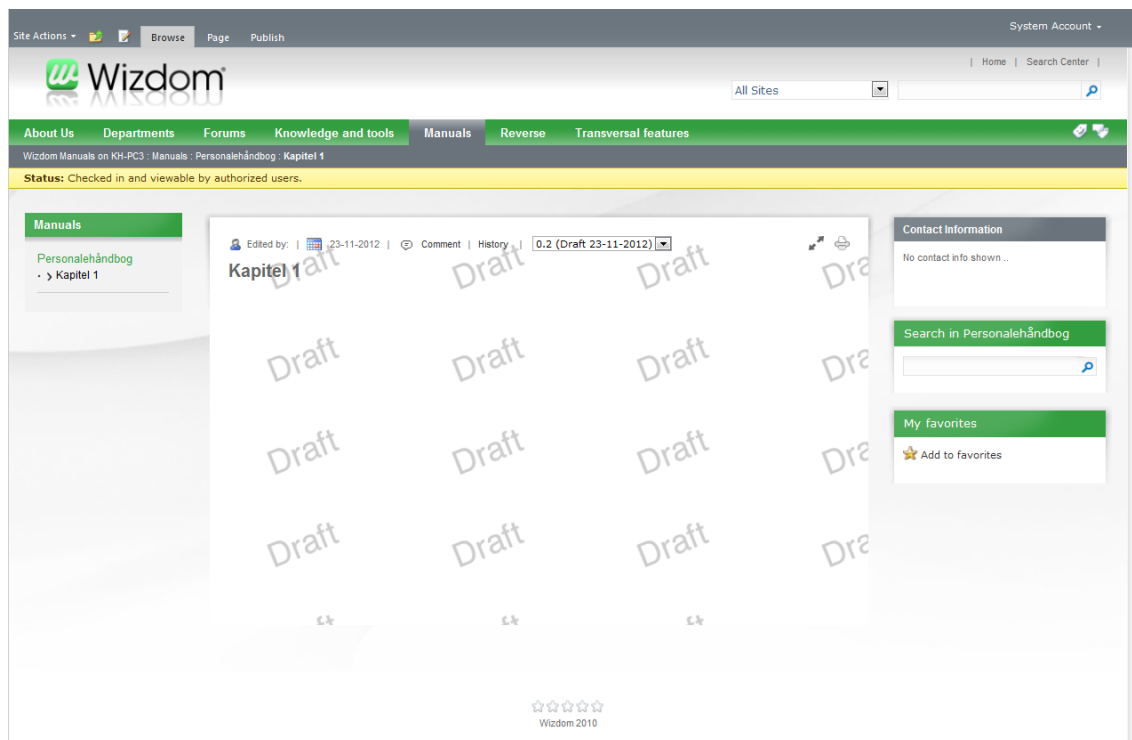 System Account
Site Actions Browse Page Publish
| Home | Search Center |
Wizdom
All Sites
About Us Departments Forums Knowledge and tools Manuals Reverse Transversal features
Wizdom Manuals on KH-PC3 : Manuals : Personalehåndbog : Kapitel 1
Status: Checked in and viewable by authorized users.
Manuals
Personalehåndbog
Kapitel 1
Edited by: | 23-11-2012 | Comment | History | 0.2 (Draft 23-11-2012)
Kapitel 1
Draft Draft Draft Dra
Draft Draft Draft Dra
Draft Draft Draft Dra
Draft Draft Draft Dra
Contact Information
No contact info shown ..
Search in Personalehåndbog
My favorites
Add to favorites
Wizdom 2010